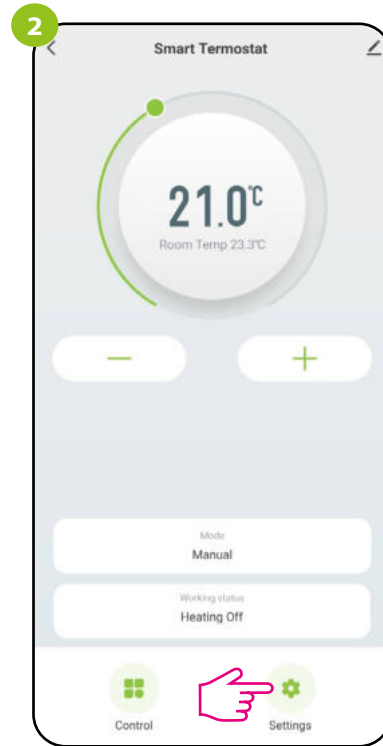 2
Smart Termostat
21.0°C
Room Temp 23.3°C
Mode
Manual
Working status
Heating Off
Control
Settings